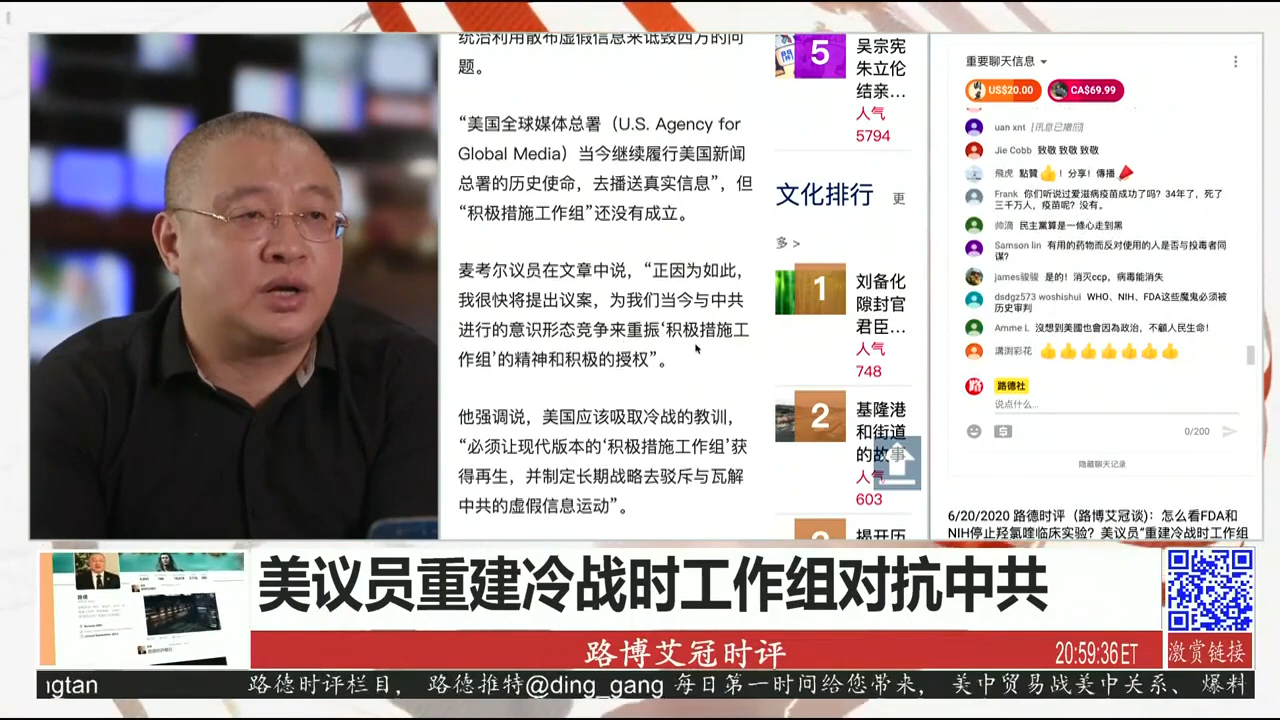 统治利用散布虚假信息来诋毁西方的问
题。
“美国全球媒体总署（U.S. Agency for
Global Media）当今继续履行美国新闻
总署的历史使命，去播送真实信息”，但
“积极措施工作组”还没有成立。
麦考尔议员在文章中说，“正因为如此，
我很快将提出议案，为我们当今与中共
进行的意识形态竞争来重振‘积极措施工
作组’的精神和积极的授权”。
他强调说，美国应该吸取冷战的教训，
“必须让现代版本的‘积极措施工作组’获
得再生，并制定长期战略去驳斥与瓦解
中共的虚假信息运动”。
5
吴宗宪
朱立伦
结亲...
人气
5794
文化排行 更
多 >
1
刘备化
隙封官
君臣...
人气
748
2
基隆港
和街道
的故事
人气
603
揭开历
重要聊天信息
US$20.00 CA$69.99
uan xnt [讯息已撤回]
Jie Cobb 致敬 致敬 致敬
飛虎 點贊👍！分享！傳播
Frank 你们听说过爱滋病疫苗成功了吗？34年了，死了
三千万人，疫苗呢？没有。
帅滴 民主黨算是一條心走到黑
Samson lin 有用的药物而反对使用的人是否与投毒者同
谋？
james骏骏 是的！消灭ccp，病毒能消失
dsdgz573 woshishui WHO、NIH、FDA这些魔鬼必须被
历史审判
Amme L 沒想到美國也會因為政治，不顧人民生命！
溝渕彩花 👍👍👍👍👍👍👍
路 路德社
说点什么...
0/200
隐藏聊天记录
6/20/2020 路德时评（路博艾冠谈）：怎么看FDA和
NIH停止羟氯喹临床实验？美议员“重建冷战时工作组
美议员重建冷战时工作组对抗中共
路博艾冠时评
20:59:36 ET
激赏链接
路德
ngtan 路德时评栏目， 路德推特@ding_gang 每日第一时间给您带来， 美中贸易战美中关系、 爆料